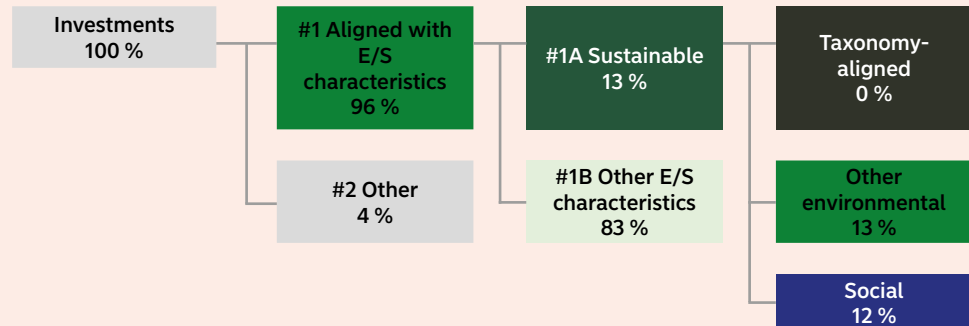 Investments
100 %
#1 Aligned with
E/S
characteristics
96 %
#2 Other
4 %
#1A Sustainable
13 %
#1B Other E/S
characteristics
83 %
Taxonomy-
aligned
0 %
Other
environmental
13 %
Social
12 %